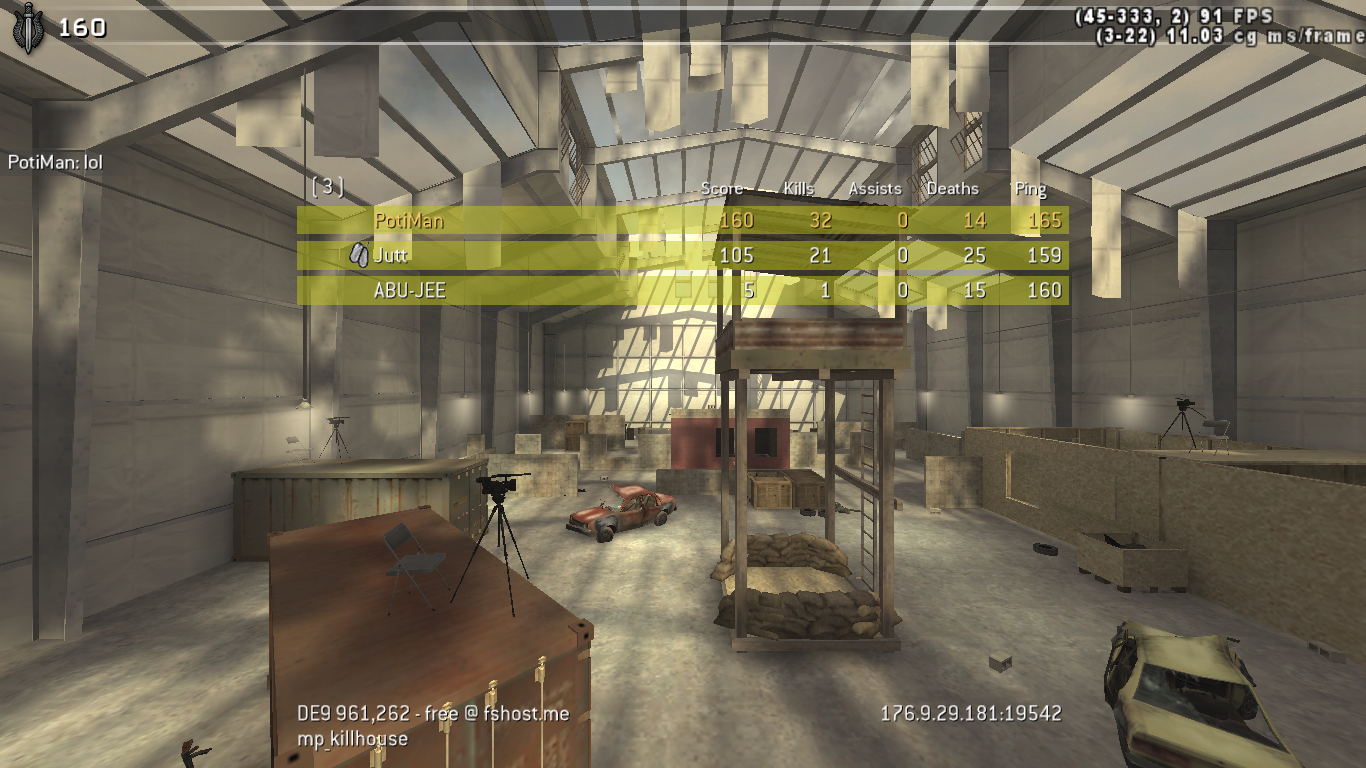 160
(45-333, 2) 91 FPS
(3-22) 11.03 cg ms/frame
PotiMan: lol
(3) Score Kills Assists Deaths Ping
PotiMan 160 32 0 14 165
Jutt 105 21 0 25 159
ABU-JEE 5 1 0 15 160
DE9 961,262 - free @ fshost.me 176.9.29.181:19542
mp_killhouse